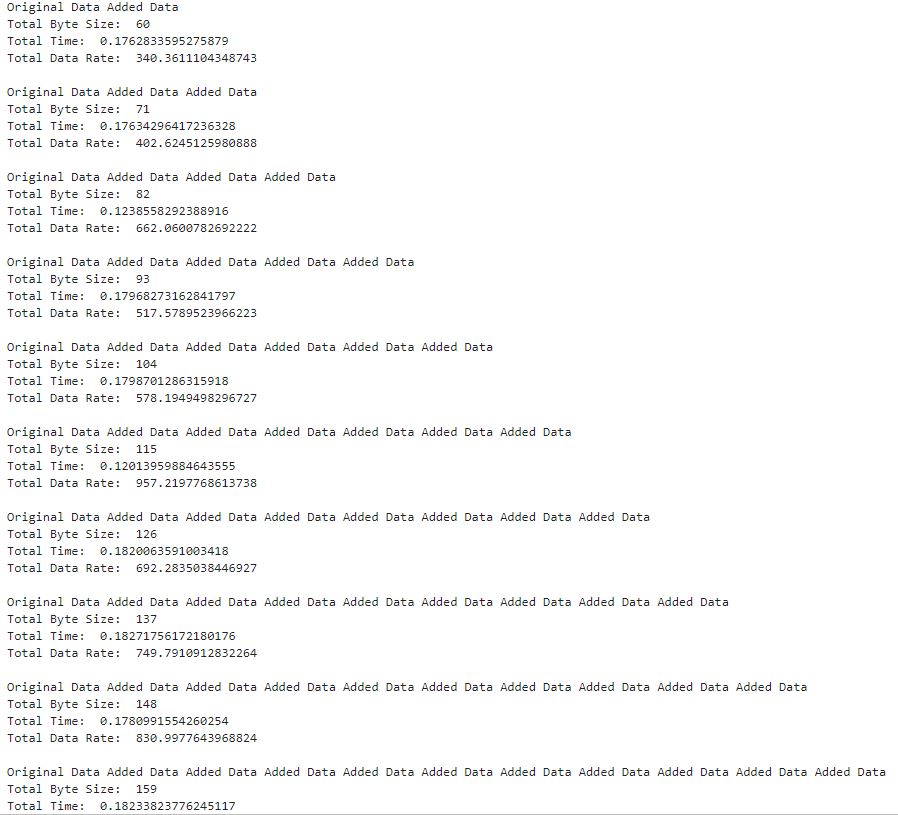 Original Data Added Data
Total Byte Size:  60
Total Time:  0.1762833595275879
Total Data Rate:  340.3611104348743

Original Data Added Data Added Data
Total Byte Size:  71
Total Time:  0.17634296417236328
Total Data Rate:  402.6245125980888

Original Data Added Data Added Data Added Data
Total Byte Size:  82
Total Time:  0.1238558292388916
Total Data Rate:  662.0600782692222

Original Data Added Data Added Data Added Data Added Data
Total Byte Size:  93
Total Time:  0.17968273162841797
Total Data Rate:  517.5789523966223

Original Data Added Data Added Data Added Data Added Data Added Data
Total Byte Size:  104
Total Time:  0.1798701286315918
Total Data Rate:  578.1949498296727

Original Data Added Data Added Data Added Data Added Data Added Data Added Data
Total Byte Size:  115
Total Time:  0.12013959884643555
Total Data Rate:  957.2197768613738

Original Data Added Data Added Data Added Data Added Data Added Data Added Data Added Data
Total Byte Size:  126
Total Time:  0.1820063591003418
Total Data Rate:  692.2835038446927

Original Data Added Data Added Data Added Data Added Data Added Data Added Data Added Data Added Data
Total Byte Size:  137
Total Time:  0.18271756172180176
Total Data Rate:  749.7910912832264

Original Data Added Data Added Data Added Data Added Data Added Data Added Data Added Data Added Data Added Data
Total Byte Size:  148
Total Time:  0.1780991554260254
Total Data Rate:  830.9977643968824

Original Data Added Data Added Data Added Data Added Data Added Data Added Data Added Data Added Data Added Data Added Data
Total Byte Size:  159
Total Time:  0.18233823776245117